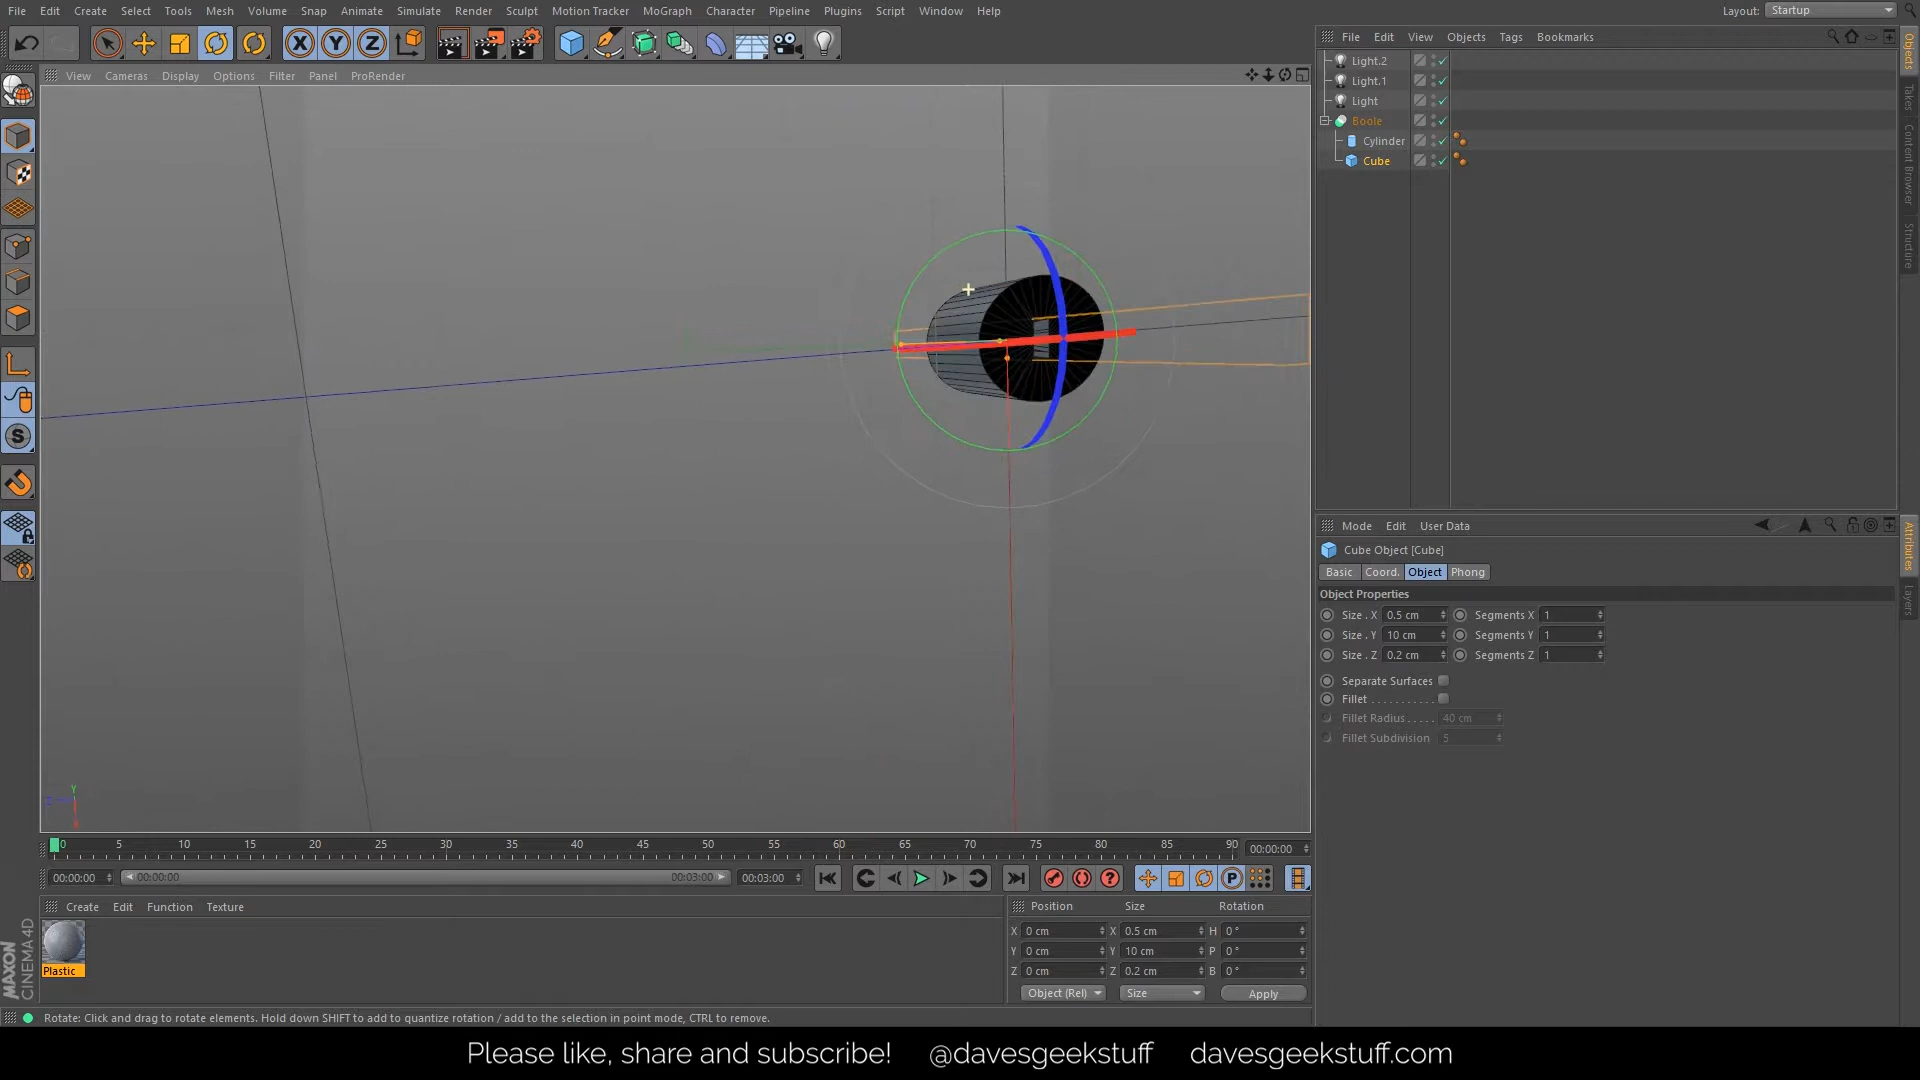 File Edit Create Select Tools Mesh Volume Snap Animate Simulate Render Sculpt Motion Tracker MoGraph Character Pipeline Plugins Script Window Help Layout: Startup
X Y Z
File Edit View Objects Tags Bookmarks
View Cameras Display Options Filter Panel ProRender
Light.2
Light.1
Light
Boole
Cylinder
Cube
Objects
Takes
Content Browser
Structure
S
Mode Edit User Data
Cube Object [Cube]
Basic Coord. Object Phong
Object Properties
Size . X 0.5 cm Segments X 1
Size . Y 10 cm Segments Y 1
Size . Z 0.2 cm Segments Z 1
Separate Surfaces
Fillet . . . . . . . . . . .
Fillet Radius . . . . . 40 cm
Fillet Subdivision 5
Attributes
Layers
Y
Z
0 5 10 15 20 25 30 35 40 45 50 55 60 65 70 75 80 85 90 00:00:00
00:00:00 00:00:00 00:03:00 00:03:00 ? P
Create Edit Function Texture
Plastic
Position Size Rotation
X 0 cm X 0.5 cm H 0 °
Y 0 cm Y 10 cm P 0 °
Z 0 cm Z 0.2 cm B 0 °
Object (Rel) Size Apply
MAXON
CINEMA 4D
Rotate: Click and drag to rotate elements. Hold down SHIFT to add to quantize rotation / add to the selection in point mode, CTRL to remove.
Please like, share and subscribe! @davesgeekstuff davesgeekstuff.com